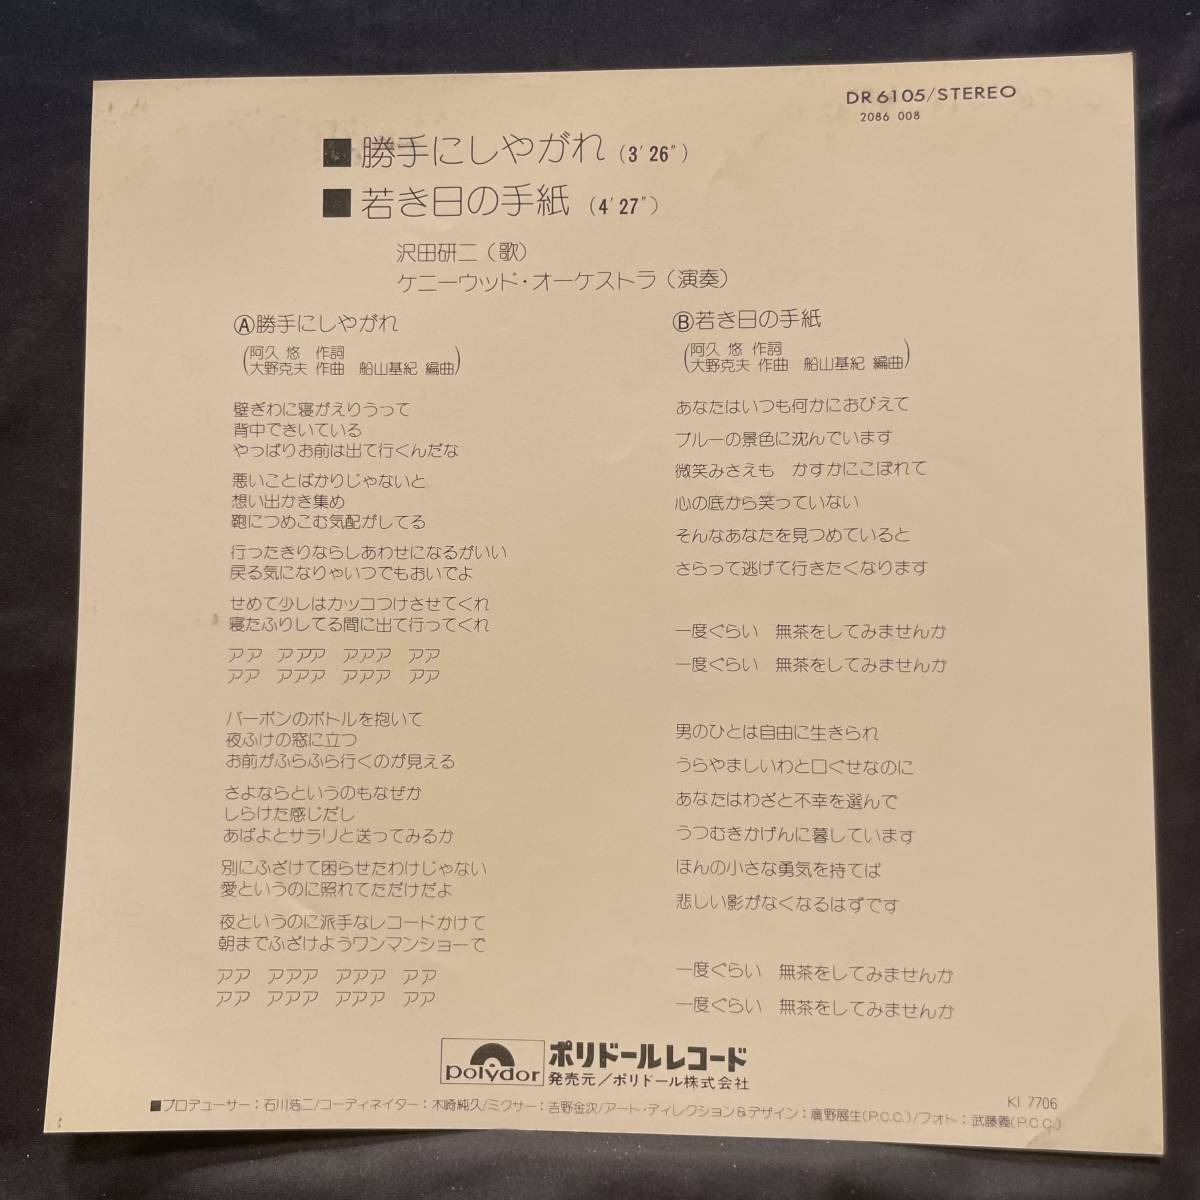 DR 6105/STEREO
2086 008
■ 勝手にしやがれ (3′26″)
■ 若き日の手紙 (4′27″)
沢田研二(歌)
ケニーウッド・オーケストラ(演奏)
Ⓐ勝手にしやがれ
(阿久 悠 作詞
大野克夫 作曲 船山基紀 編曲)
壁ぎわに寝がえりうって
背中できいている
やっぱりお前は出て行くんだな
悪いことばかりじゃないと
想い出かき集め
鞄につめこむ気配がしてる
行ったきりならしあわせになるがいい
戻る気になりゃいつでもおいでよ
せめて少しはカッコつけさせてくれ
寝たふりしてる間に出て行ってくれ
アア アアア アアア アア
アア アアア アアア アア
バーボンのボトルを抱いて
夜ふけの窓に立つ
お前がふらふら行くのが見える
さよならというのもなぜか
しらけた感じだし
あばよとサラリと送ってみるか
別にふざけて困らせたわけじゃない
愛というのに照れてただけだよ
夜というのに派手なレコードかけて
朝までふざけようワンマンショーで
アア アアア アアア アア
アア アアア アアア アア
Ⓑ若き日の手紙
(阿久 悠 作詞
大野克夫 作曲 船山基紀 編曲)
あなたはいつも何かにおびえて
ブルーの景色に沈んでいます
微笑みさえも かすかにこぼれて
心の底から笑っていない
そんなあなたを見つめていると
さらって逃げて行きたくなります
一度ぐらい 無茶をしてみませんか
一度ぐらい 無茶をしてみませんか
男のひとは自由に生きられ
うらやましいわと口ぐせなのに
あなたはわざと不幸を選んで
うつむきかげんに暮しています
ほんの小さな勇気を持てば
悲しい影がなくなるはずです
一度ぐらい 無茶をしてみませんか
一度ぐらい 無茶をしてみませんか
polydor ポリドールレコード
発売元/ポリドール株式会社
KI 7706
■プロデューサー;石川浩二/コーディネイター;木崎純久/ミクサー;吉野金次/アート・ディレクション&デザイン;廣野展生(P.C.C.)/フォト;武藤義(P.C.C.)